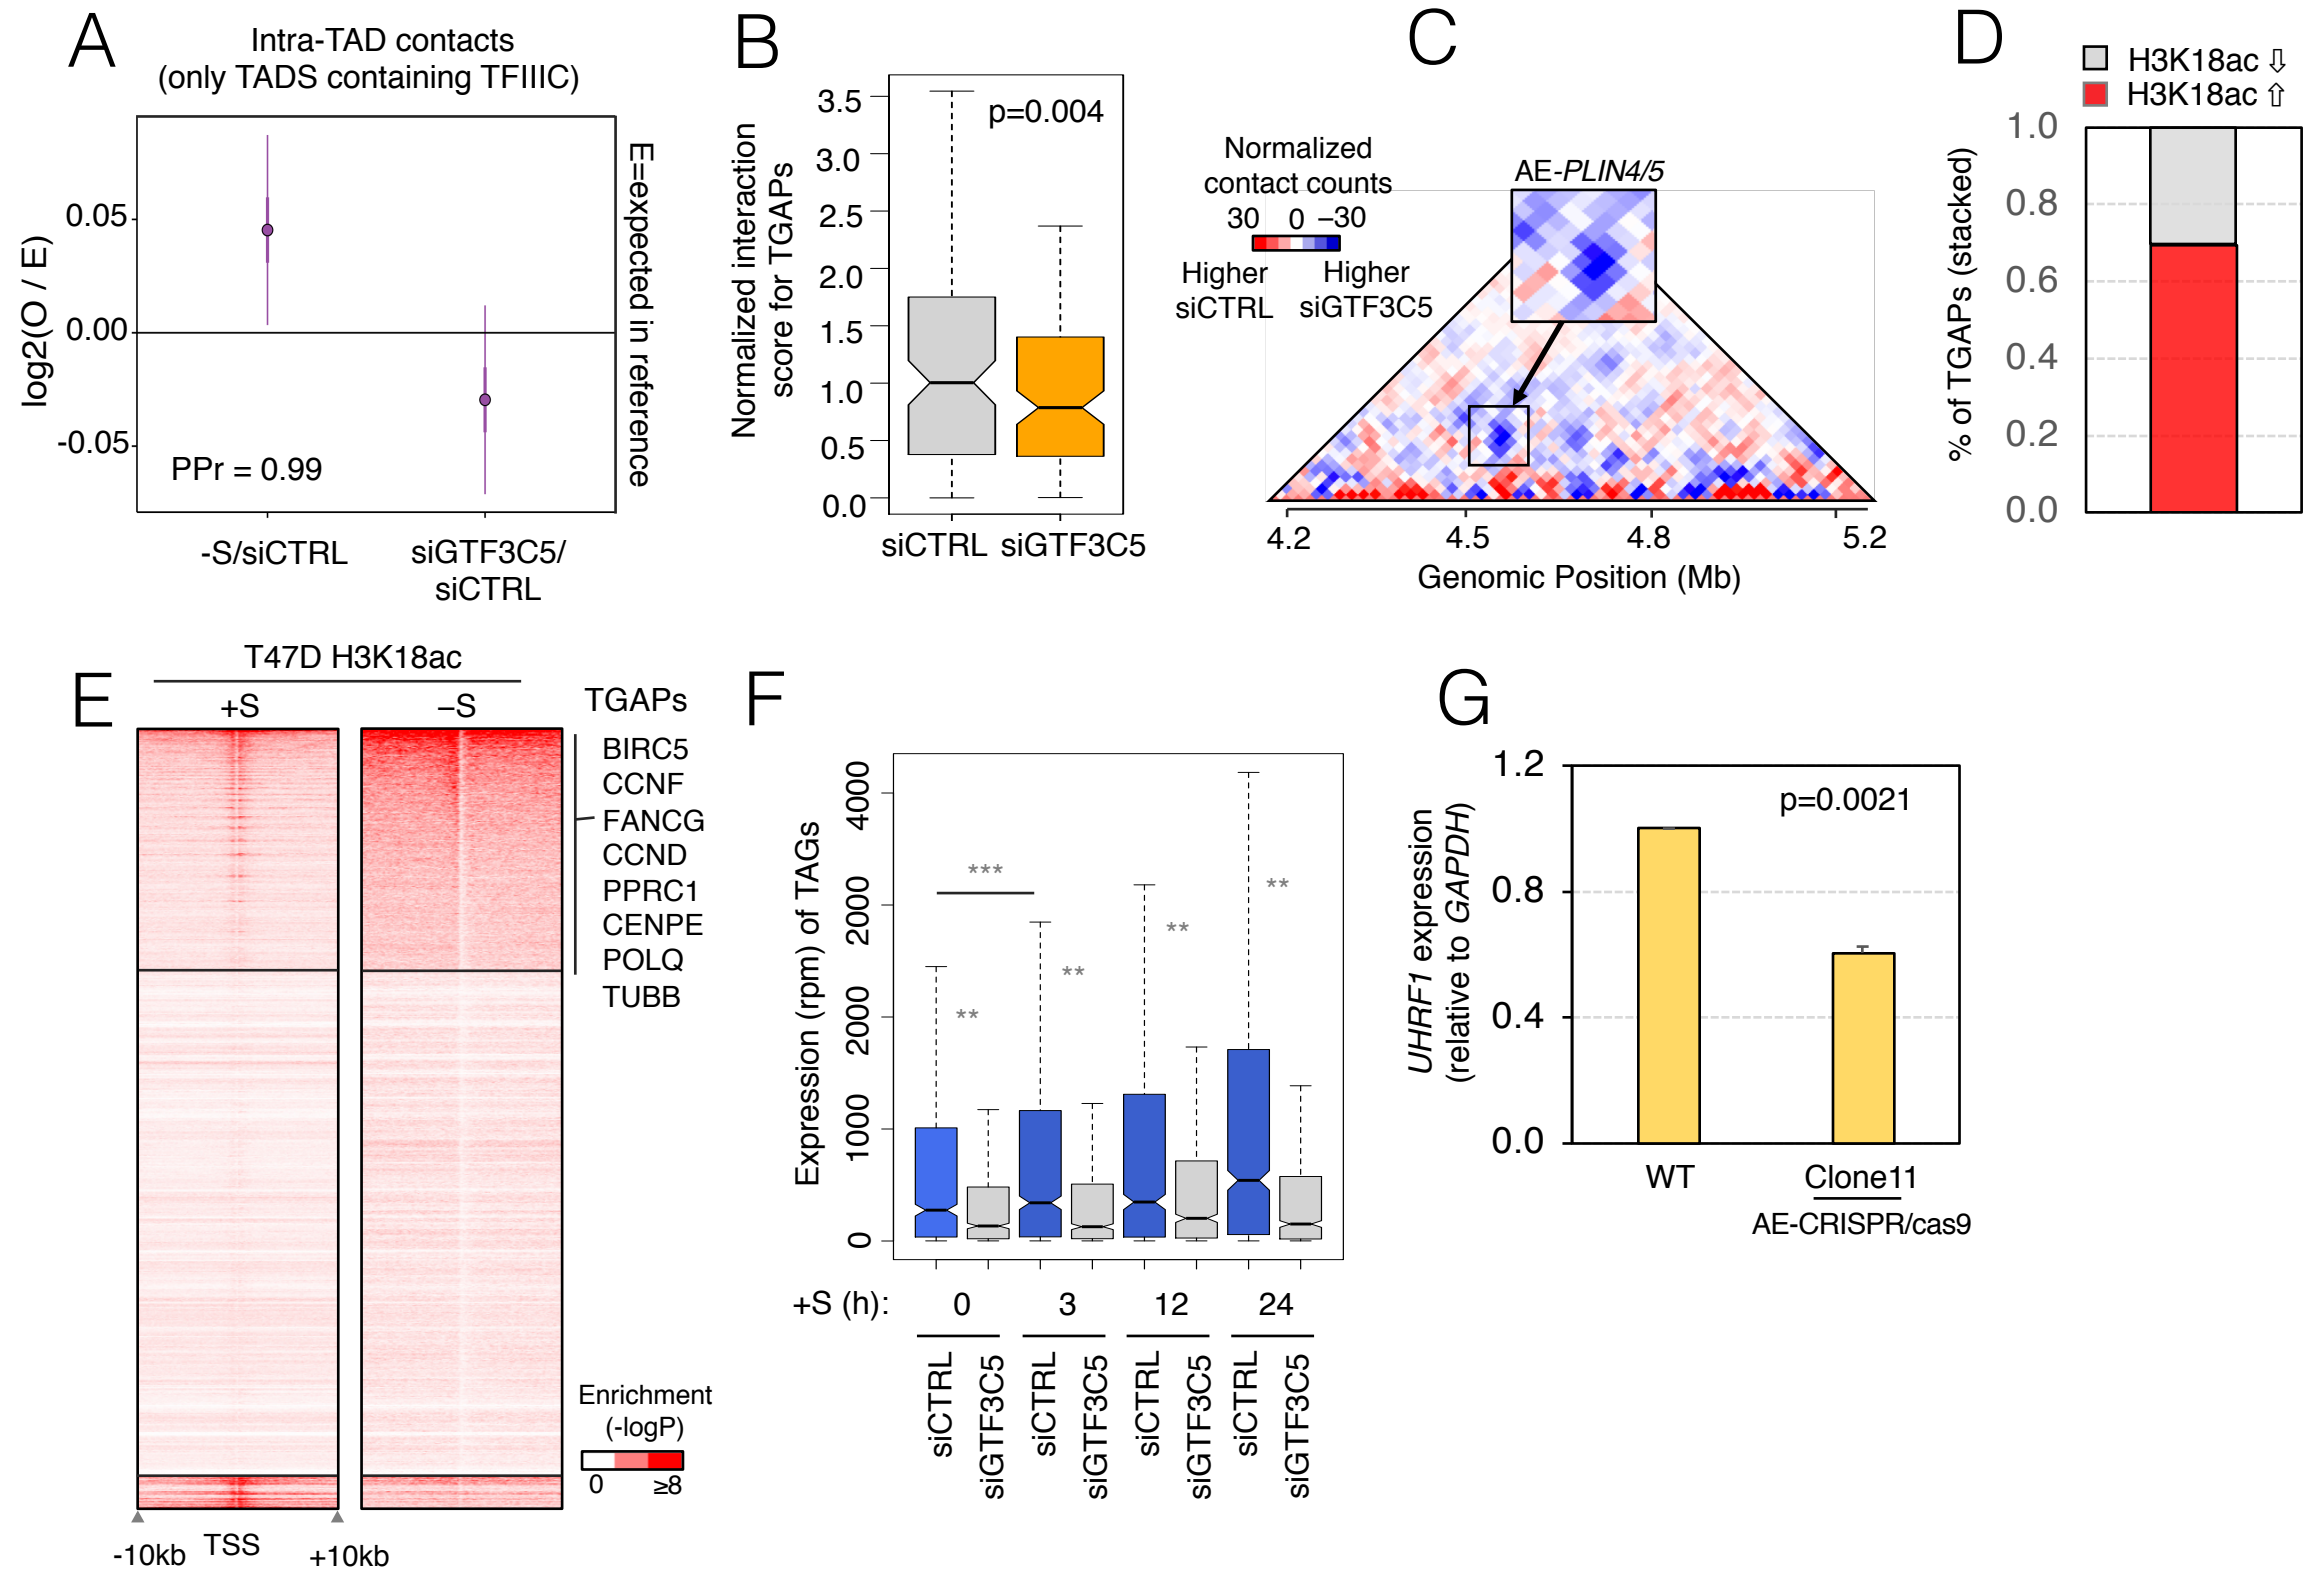 A
Intra-TAD contacts
(only TADS containing TFIIIC)
log2(O / E)
0.05
0.00
-0.05
PPr = 0.99
E=expected in reference
-S/siCTRL
siGTF3C5/
siCTRL
B
Normalized interaction
score for TGAPs
3.5
3.0
2.5
2.0
1.5
1.0
0.5
0.0
p=0.004
siCTRL
siGTF3C5
C
Normalized
contact counts
30 0 –30
Higher
siCTRL
Higher
siGTF3C5
AE-PLIN4/5
4.2 4.5 4.8 5.2
Genomic Position (Mb)
D
H3K18ac ⇩
H3K18ac ⇧
% of TGAPs (stacked)
1.0
0.8
0.6
0.4
0.2
0.0
E
T47D H3K18ac
+S
–S
TGAPs
BIRC5
CCNF
FANCG
CCND
PPRC1
CENPE
POLQ
TUBB
Enrichment
(-logP)
0 ≥8
-10kb
TSS
+10kb
F
Expression (rpm) of TAGs
4000
2000
2000
1000
0
***
**
**
**
**
+S (h): 0 3 12 24
siCTRL
siGTF3C5
siCTRL
siGTF3C5
siCTRL
siGTF3C5
siCTRL
siGTF3C5
G
UHRF1 expression
(relative to GAPDH)
1.2
0.8
0.4
0.0
p=0.0021
WT
Clone11
AE-CRISPR/cas9